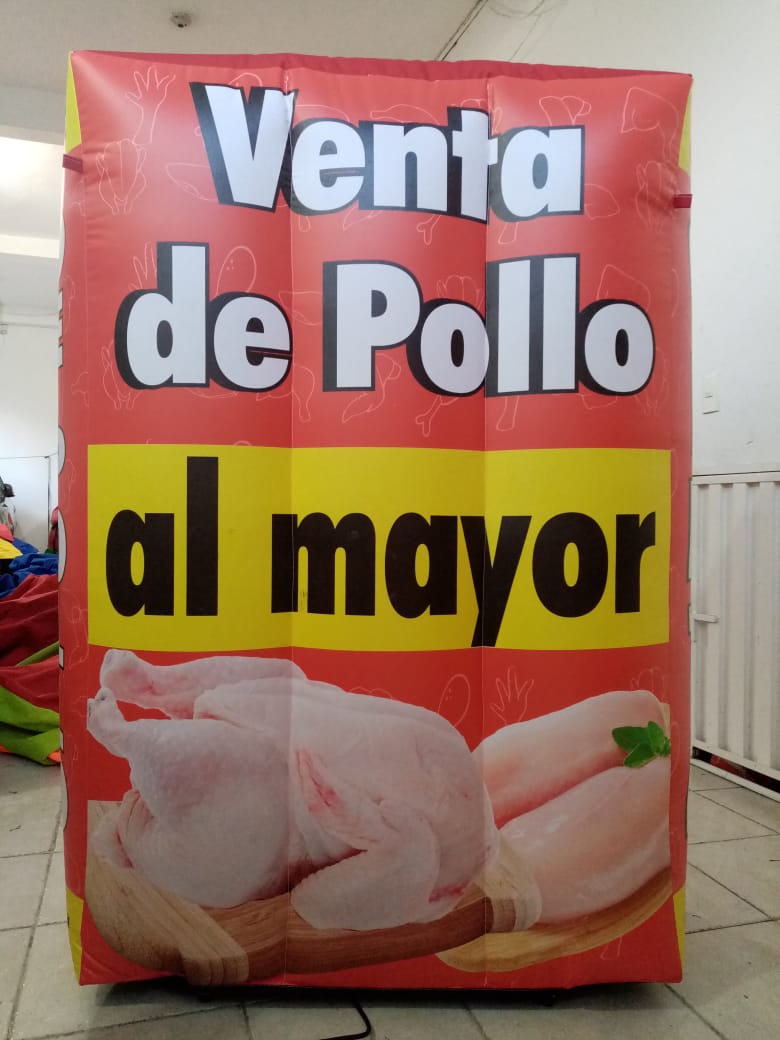 Venta
de Pollo
al mayor